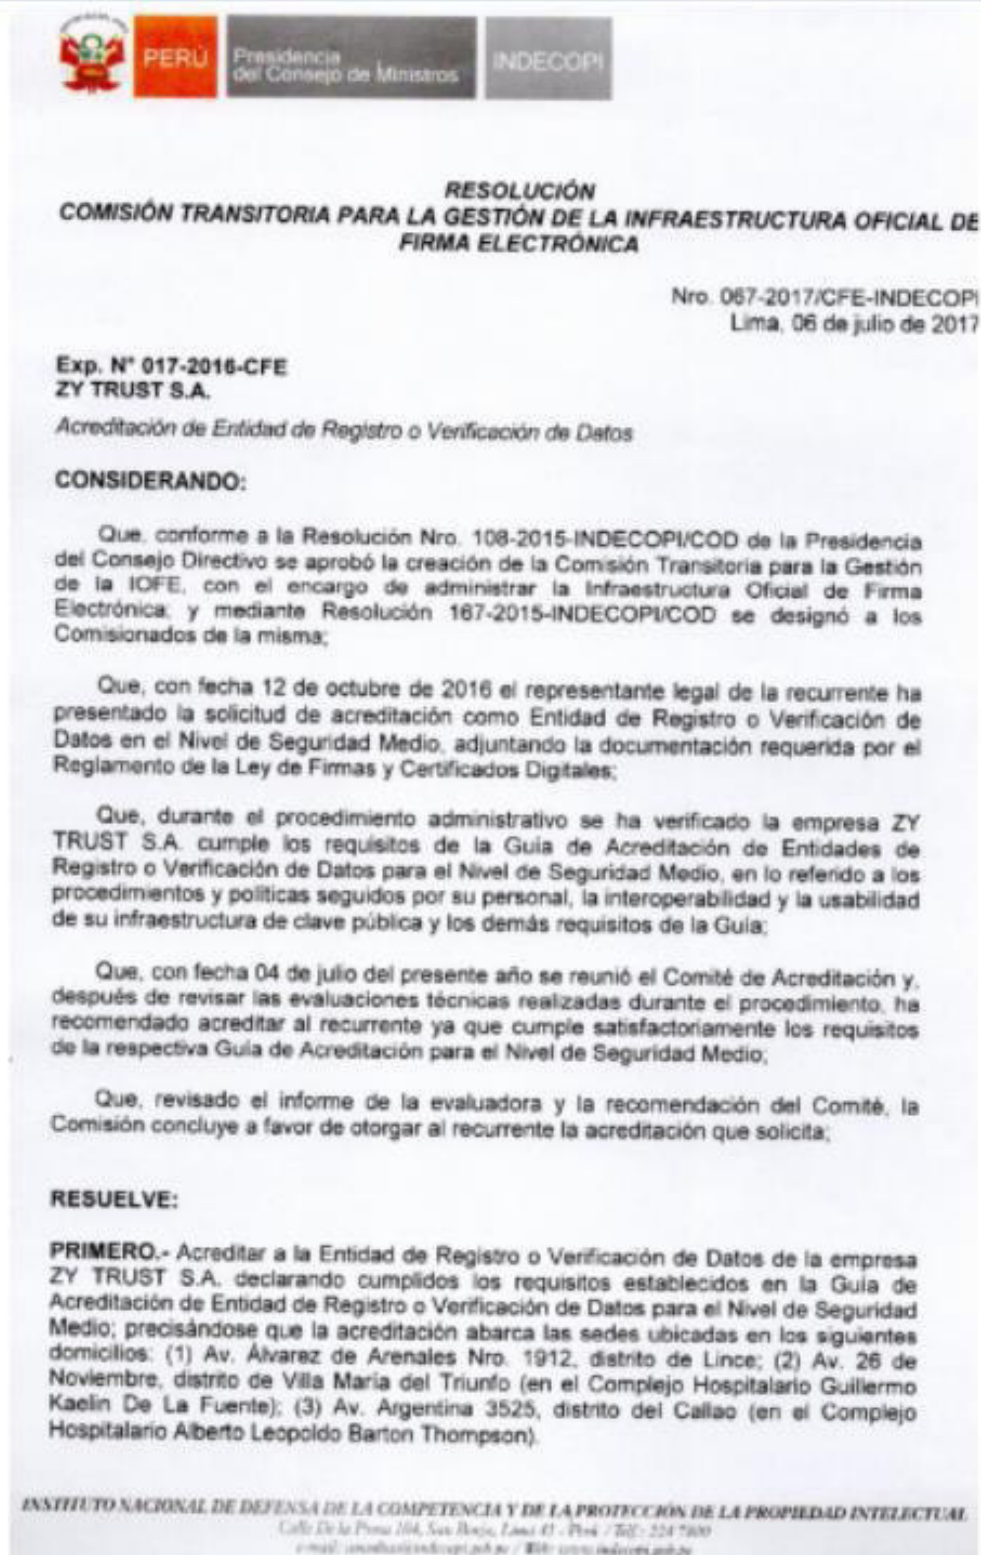 PERÚ
Presidencia
del Consejo de Ministros
INDECOPI
RESOLUCIÓN
COMISIÓN TRANSITORIA PARA LA GESTIÓN DE LA INFRAESTRUCTURA OFICIAL DE
FIRMA ELECTRÓNICA
Nro. 067-2017/CFE-INDECOPI
Lima, 06 de julio de 2017
Exp. N° 017-2016-CFE
ZY TRUST S.A.
Acreditación de Entidad de Registro o Verificación de Datos
CONSIDERANDO:
Que, conforme a la Resolución Nro. 108-2015-INDECOPI/COD de la Presidencia
del Consejo Directivo se aprobó la creación de la Comisión Transitoria para la Gestión
de la IOFE, con el encargo de administrar la Infraestructura Oficial de Firma
Electrónica; y mediante Resolución 167-2015-INDECOPI/COD se designó a los
Comisionados de la misma;
Que, con fecha 12 de octubre de 2016 el representante legal de la recurrente ha
presentado la solicitud de acreditación como Entidad de Registro o Verificación de
Datos en el Nivel de Seguridad Medio, adjuntando la documentación requerida por el
Reglamento de la Ley de Firmas y Certificados Digitales;
Que, durante el procedimiento administrativo se ha verificado la empresa ZY
TRUST S.A. cumple los requisitos de la Guía de Acreditación de Entidades de
Registro o Verificación de Datos para el Nivel de Seguridad Medio, en lo referido a los
procedimientos y políticas seguidos por su personal, la interoperabilidad y la usabilidad
de su infraestructura de clave pública y los demás requisitos de la Guía;
Que, con fecha 04 de julio del presente año se reunió el Comité de Acreditación y,
después de revisar las evaluaciones técnicas realizadas durante el procedimiento, ha
recomendado acreditar al recurrente ya que cumple satisfactoriamente los requisitos
de la respectiva Guía de Acreditación para el Nivel de Seguridad Medio;
Que, revisado el informe de la evaluadora y la recomendación del Comité, la
Comisión concluye a favor de otorgar al recurrente la acreditación que solicita;
RESUELVE:
PRIMERO.- Acreditar a la Entidad de Registro o Verificación de Datos de la empresa
ZY TRUST S.A. declarando cumplidos los requisitos establecidos en la Guía de
Acreditación de Entidad de Registro o Verificación de Datos para el Nivel de Seguridad
Medio; precisándose que la acreditación abarca las sedes ubicadas en los siguientes
domicilios: (1) Av. Álvarez de Arenales Nro. 1912, distrito de Lince; (2) Av. 26 de
Noviembre, distrito de Villa María del Triunfo (en el Complejo Hospitalario Guillermo
Kaelin De La Fuente); (3) Av. Argentina 3525, distrito del Callao (en el Complejo
Hospitalario Alberto Leopoldo Barton Thompson).
INSTITUTO NACIONAL DE DEFENSA DE LA COMPETENCIA Y DE LA PROTECCIÓN DE LA PROPIEDAD INTELECTUAL
Calle De la Prosa 104, San Borja, Lima 41 - Perú / Telf.: 224 7800
e-mail: / Web: www.indecopi.gob.pe